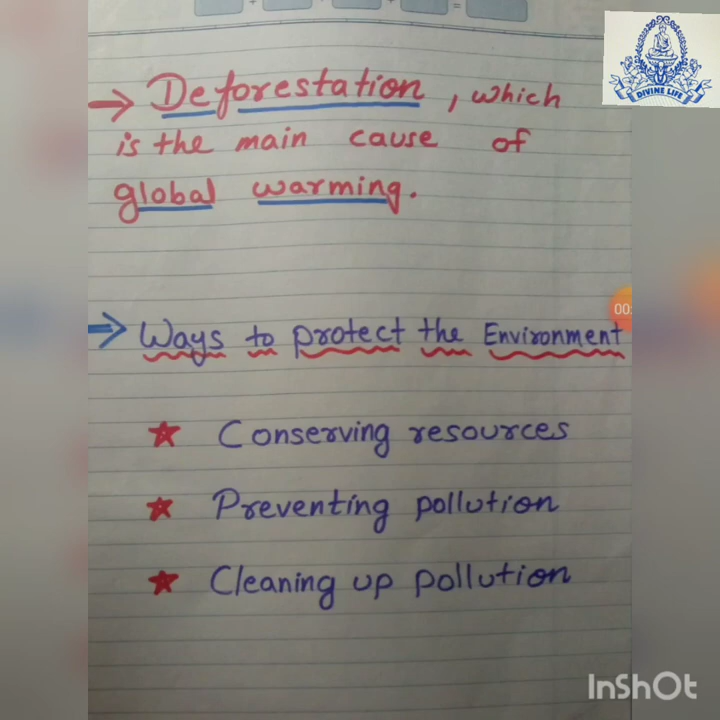 DIVINE LIFE
→ Deforestation, which
is the main cause of
global warming.
00:
→ Ways to protect the Environment
★ Conserving resources
★ Preventing pollution
★ Cleaning up pollution
InShOt